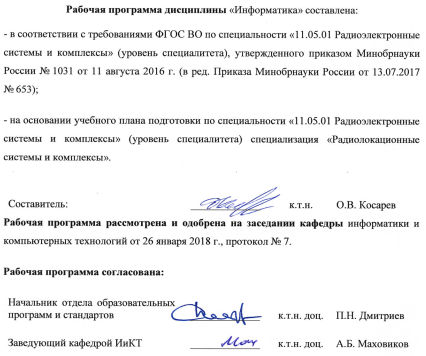 Рабочая программа дисциплины «Информатика» составлена:
- в соответствии с требованиями ФГОС ВО по специальности «11.05.01 Радиоэлектронные
системы и комплексы» (уровень специалитета), утвержденного приказом Минобрнауки
России № 1031 от 11 августа 2016 г. (в ред. Приказа Минобрнауки России от 13.07.2017
№ 653);
- на основании учебного плана подготовки по специальности «11.05.01 Радиоэлектронные
системы и комплексы» (уровень специалитета) специализация «Радиолокационные
системы и комплексы».
Составитель: к.т.н. О.В. Косарев
Рабочая программа рассмотрена и одобрена на заседании кафедры информатики и
компьютерных технологий от 26 января 2018 г., протокол № 7.
Рабочая программа согласована:
Начальник отдела образовательных
программ и стандартов к.т.н. доц. П.Н. Дмитриев
Заведующий кафедрой ИиКТ к.т.н. доц. А.Б. Маховиков